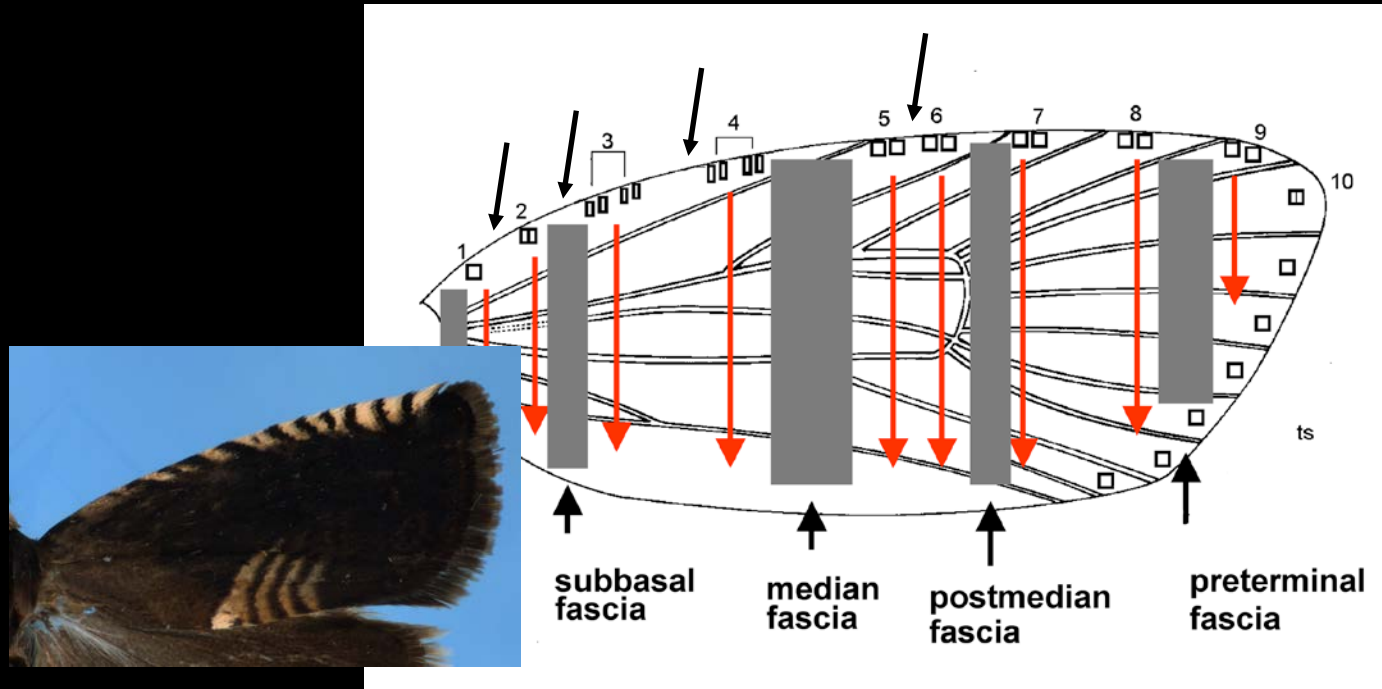 1
2
3
4
5
6
7
8
9
10
ts
subbasal
fascia
median
fascia
postmedian
fascia
preterminal
fascia